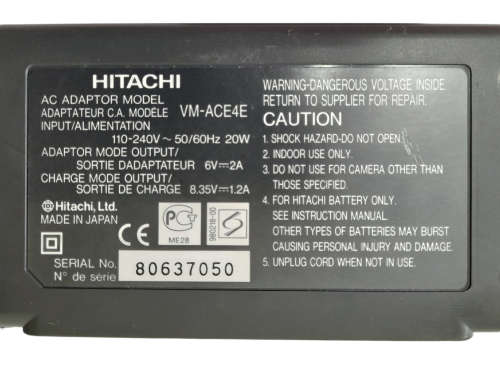 HITACHI
AC ADAPTOR MODEL
ADAPTATEUR C.A. MODÈLE VM-ACE4E
INPUT/ALIMENTATION
110-240V ~ 50/60Hz 20W
ADAPTOR MODE OUTPUT/
SORTIE DADAPTATEUR 6V⎓2A
CHARGE MODE OUTPUT/
SORTIE DE CHARGE 8.35V⎓1.2A
Hitachi, Ltd.
MADE IN JAPAN
PCT
ME28
CE
980218-00
S
SERIAL No.
N° de série
80637050
WARNING-DANGEROUS VOLTAGE INSIDE
RETURN TO SUPPLIER FOR REPAIR.
CAUTION
1. SHOCK HAZARD-DO NOT OPEN.
2. INDOOR USE ONLY.
3. DO NOT USE FOR CAMERA OTHER THAN
THOSE SPECIFIED.
4. FOR HITACHI BATTERY ONLY.
SEE INSTRUCTION MANUAL.
OTHER TYPES OF BATTERIES MAY BURST
CAUSING PERSONAL INJURY AND DAMAGE.
5. UNPLUG CORD WHEN NOT IN USE.